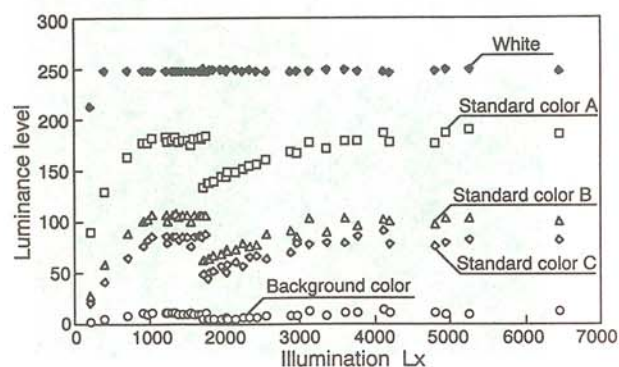 300
250
200
150
100
50
0
Luminance level
White
Standard color A
Standard color B
Standard color C
Background color
0 1000 2000 3000 4000 5000 6000 7000
Illumination Lx